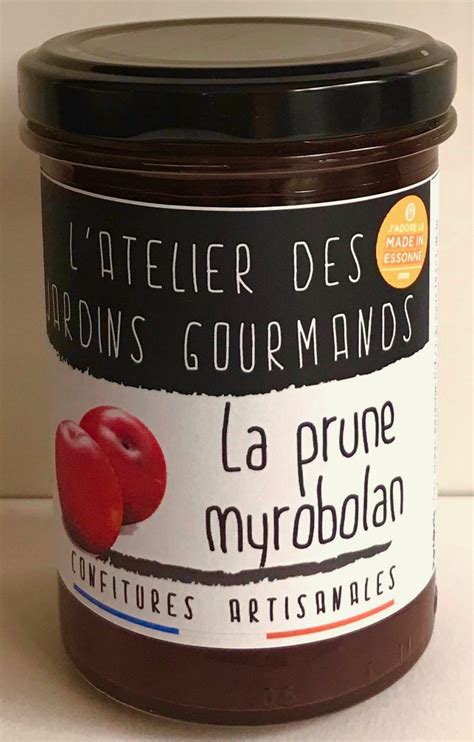 L'ATELIER DES
JARDINS GOURMANDS
J'ADORE LE
MADE IN
ESSONNE
La prune
myrobolan
CONFITURES ARTISANALES